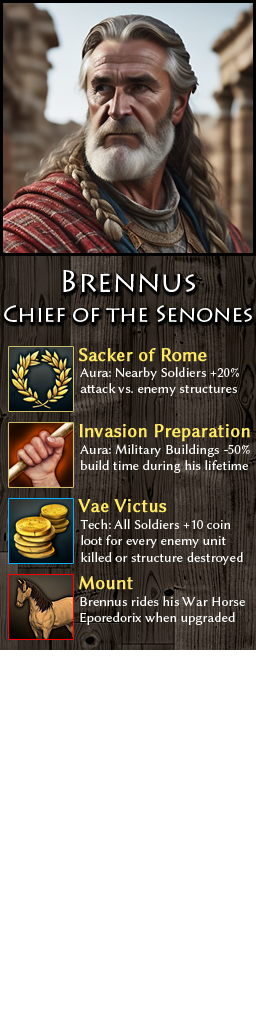 Brennus
Chief of the Senones
Sacker of Rome
Aura: Nearby Soldiers +20%
attack vs. enemy structures
Invasion Preparation
Aura: Military Buildings -50%
build time during his lifetime
Vae Victus
Tech: All Soldiers +10 coin
loot for every enemy unit
killed or structure destroyed
Mount
Brennus rides his War Horse
Eporedorix when upgraded